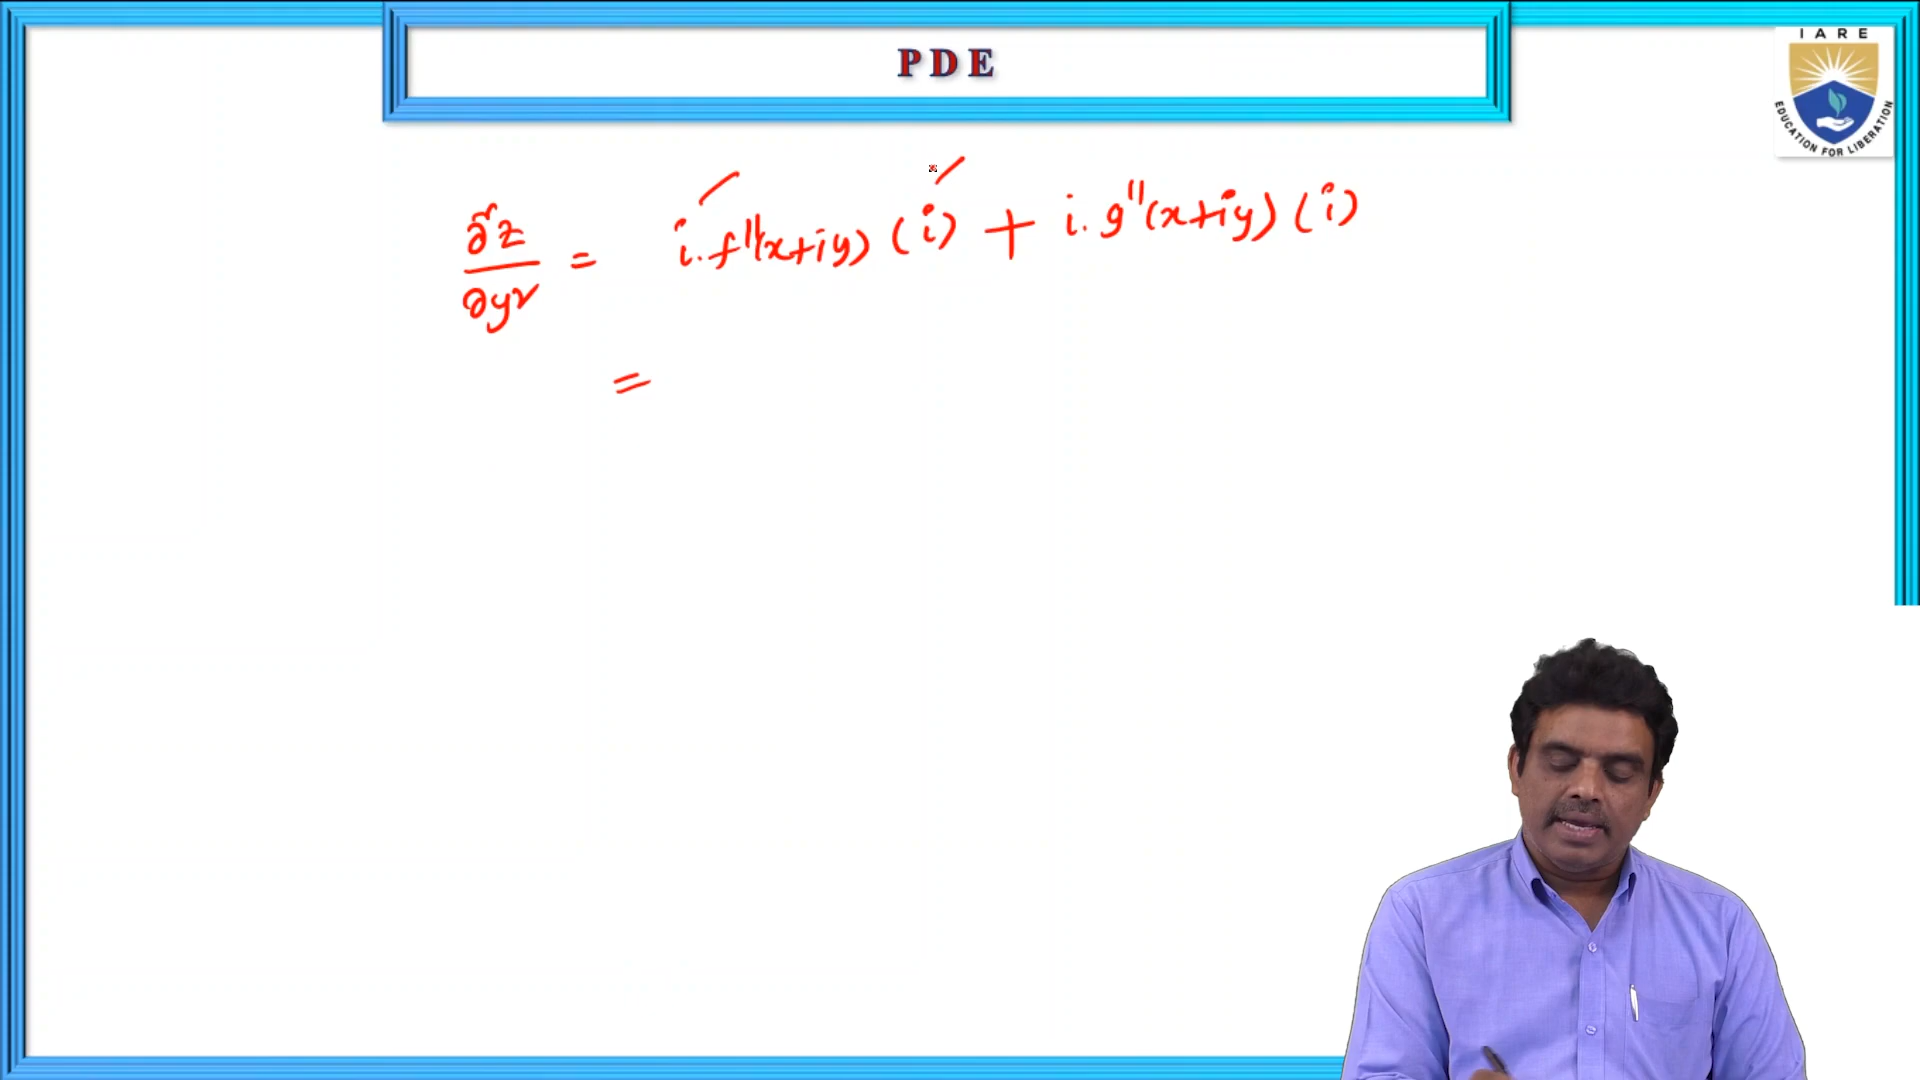 PDE
IARE
EDUCATION FOR LIBERATION
∂²z/∂y² = i.f''(x+iy) (i) + i.g''(x+iy) (i)
=